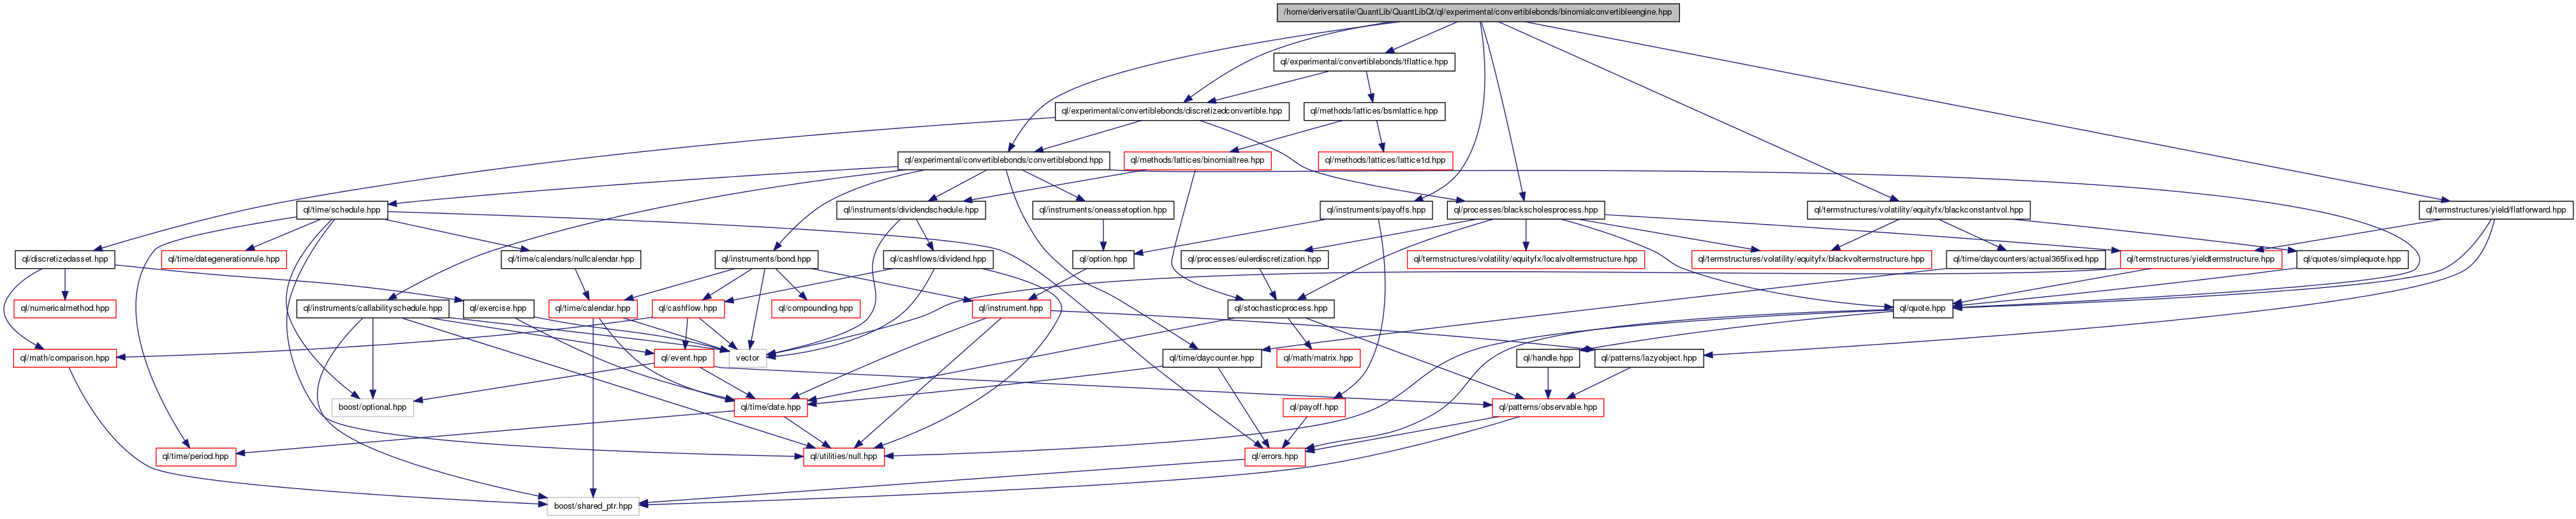 /home/deriversatile/QuantLib/QuantLibQt/ql/experimental/convertiblebonds/binomialconvertibleengine.hpp
ql/experimental/convertiblebonds/tflattice.hpp
ql/experimental/convertiblebonds/discretizedconvertible.hpp
ql/methods/lattices/bsmlattice.hpp
ql/experimental/convertiblebonds/convertiblebond.hpp
ql/methods/lattices/binomialtree.hpp
ql/methods/lattices/lattice1d.hpp
ql/time/schedule.hpp
ql/instruments/dividendschedule.hpp
ql/instruments/oneassetoption.hpp
ql/instruments/payoffs.hpp
ql/processes/blackscholesprocess.hpp
ql/termstructures/volatility/equityfx/blackconstantvol.hpp
ql/termstructures/yield/flatforward.hpp
ql/discretizedasset.hpp
ql/time/dategenerationrule.hpp
ql/time/calendars/nullcalendar.hpp
ql/instruments/bond.hpp
ql/cashflows/dividend.hpp
ql/option.hpp
ql/processes/eulerdiscretization.hpp
ql/termstructures/volatility/equityfx/localvoltermstructure.hpp
ql/termstructures/volatility/equityfx/blackvoltermstructure.hpp
ql/time/daycounters/actual365fixed.hpp
ql/termstructures/yieldtermstructure.hpp
ql/quotes/simplequote.hpp
ql/numericalmethod.hpp
ql/instruments/callabilityschedule.hpp
ql/exercise.hpp
ql/time/calendar.hpp
ql/cashflow.hpp
ql/compounding.hpp
ql/instrument.hpp
ql/stochasticprocess.hpp
ql/quote.hpp
ql/math/comparison.hpp
ql/event.hpp
vector
ql/time/daycounter.hpp
ql/math/matrix.hpp
ql/handle.hpp
ql/patterns/lazyobject.hpp
boost/optional.hpp
ql/time/date.hpp
ql/payoff.hpp
ql/patterns/observable.hpp
ql/time/period.hpp
ql/utilities/null.hpp
ql/errors.hpp
boost/shared_ptr.hpp